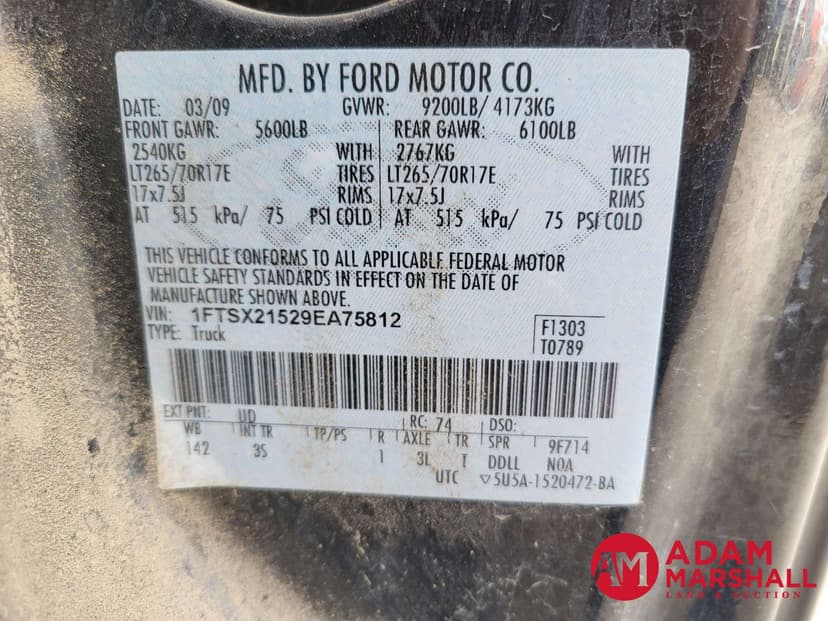 MFD. BY FORD MOTOR CO.
DATE: 03/09 GVWR: 9200LB/ 4173KG
FRONT GAWR: 5600LB REAR GAWR: 6100LB
2540KG WITH 2767KG WITH
LT265/70R17E TIRES LT265/70R17E TIRES
17x7.5J RIMS 17x7.5J RIMS
AT 515 kPa/ 75 PSI COLD AT 515 kPa/ 75 PSI COLD
THIS VEHICLE CONFORMS TO ALL APPLICABLE FEDERAL MOTOR
VEHICLE SAFETY STANDARDS IN EFFECT ON THE DATE OF
MANUFACTURE SHOWN ABOVE.
VIN: 1FTSX21529EA75812
TYPE: Truck
F1303
T0789
EXT PNT: UD RC: 74 DSO:
WB INT TR TP/PS R AXLE TR SPR 9F714
142 3S 1 3L T DDLL N0A
UTC ▽5U5A-1520472-BA
AM ADAM
MARSHALL
LAND & AUCTION